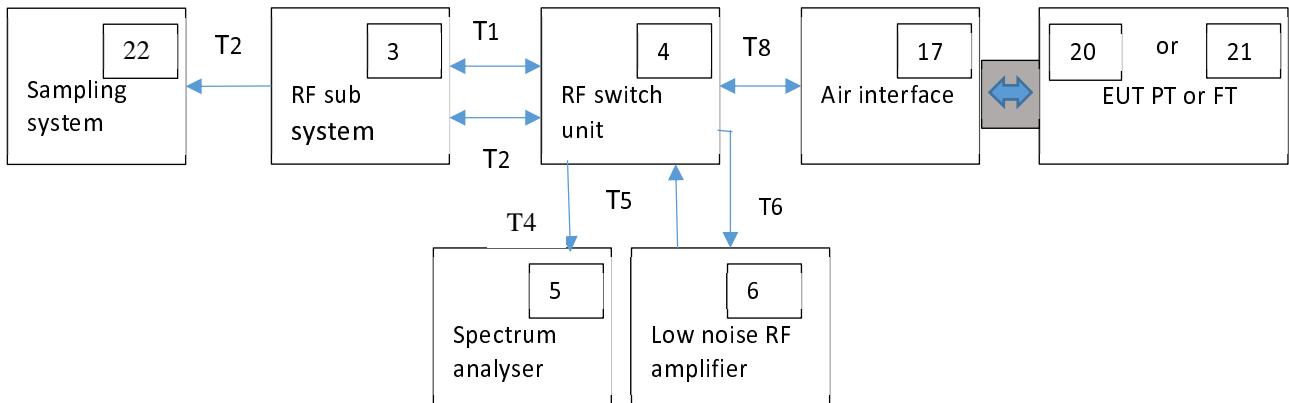 22
Sampling
system
T2
3
RF sub
system
T1
T2
4
RF switch
unit
T8
17
Air interface
20
or
21
EUT PT or FT
T4
T5
T6
5
Spectrum
analyser
6
Low noise RF
amplifier